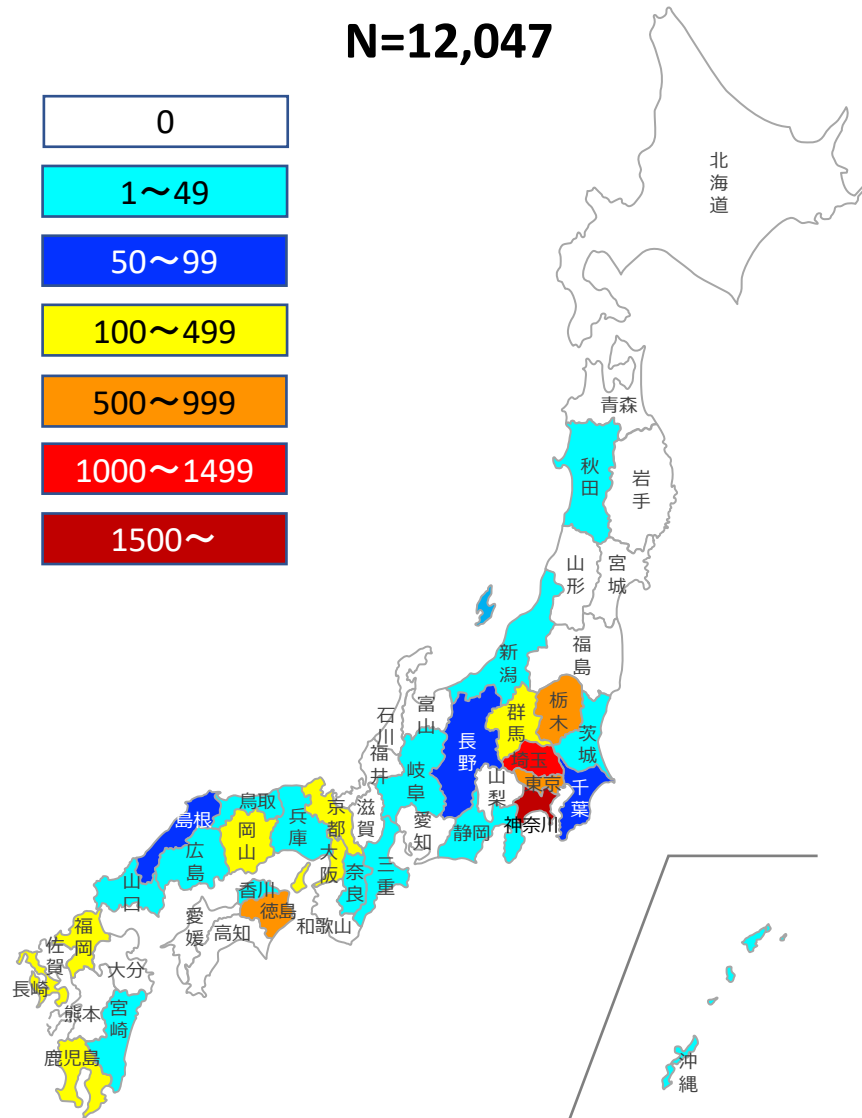 N=12,047
0
1～49
50～99
100～499
500～999
1000～1499
1500～
北海道
青森
秋田
岩手
山形
宮城
福島
新潟
富山
石川
福井
長野
群馬
栃木
茨城
埼玉
東京
千葉
神奈川
山梨
静岡
岐阜
愛知
滋賀
三重
京都
大阪
奈良
和歌山
兵庫
鳥取
島根
岡山
広島
山口
香川
徳島
愛媛
高知
福岡
佐賀
長崎
大分
熊本
宮崎
鹿児島
沖縄